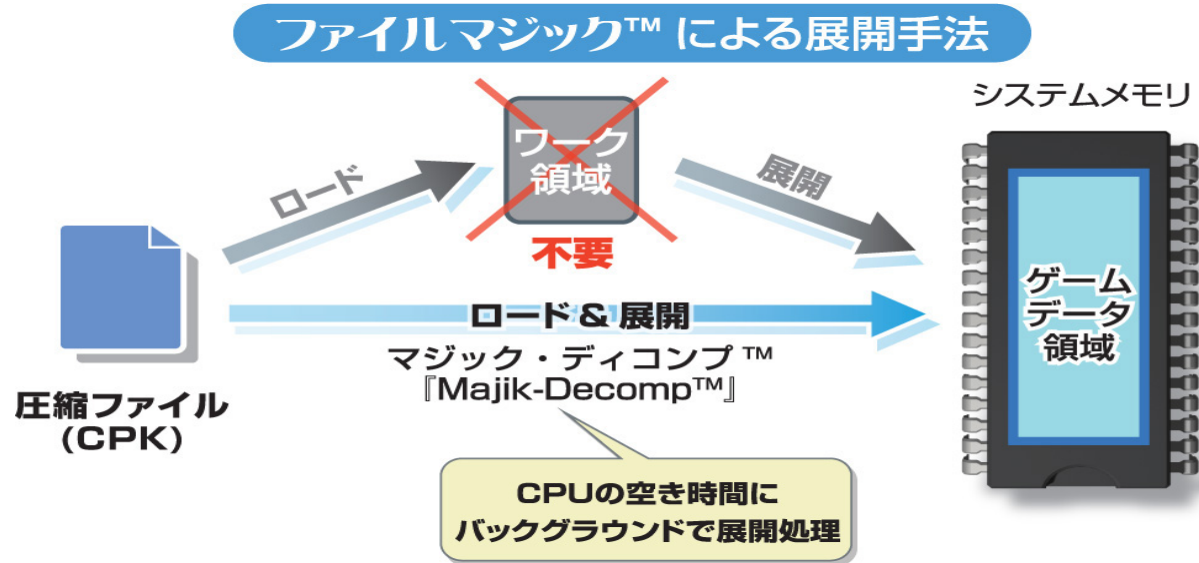 ファイルマジック™ による展開手法
システムメモリ
ワーク
領域
ロード
展開
不要
ロード & 展開
マジック・ディコンプ ™
『Majik-Decomp™』
圧縮ファイル
(CPK)
ゲーム
データ
領域
CPUの空き時間に
バックグラウンドで展開処理